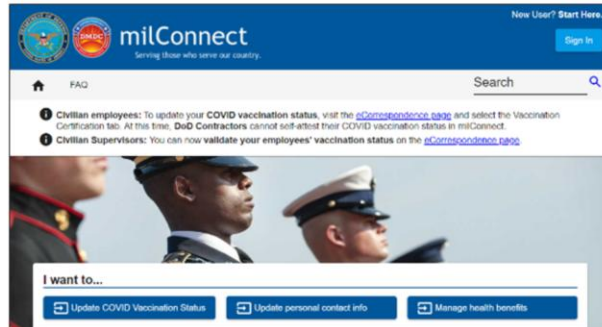 New User? Start Here.
DMDC
milConnect
Serving those who serve our country.
Sign In
FAQ
Search
Civilian employees: To update your COVID vaccination status, visit the eCorrespondence page and select the Vaccination
Certification tab. At this time, DoD Contractors cannot self-attest their COVID vaccination status in milConnect.
Civilian Supervisors: You can now validate your employees' vaccination status on the eCorrespondence page.
I want to...
Update COVID Vaccination Status
Update personal contact info
Manage health benefits